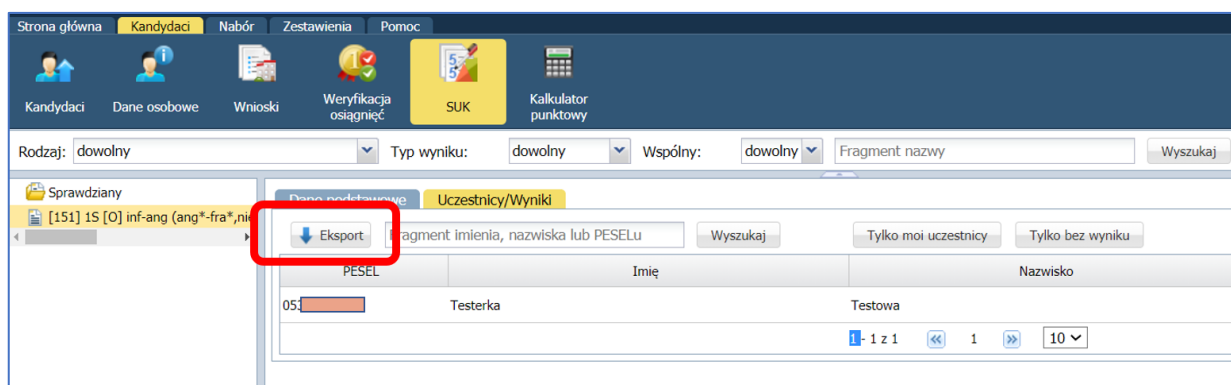 Strona główna Kandydaci Nabór Zestawienia Pomoc
Kandydaci Dane osobowe Wnioski Weryfikacja osiągnięć SUK Kalkulator punktowy
Rodzaj: dowolny Typ wyniku: dowolny Wspólny: dowolny Fragment nazwy Wyszukaj
Sprawdziany
Dane podstawowe Uczestnicy/Wyniki
[151] 1S [O] inf-ang (ang*-fra*,nie
Eksport Fragment imienia, nazwiska lub PESELu Wyszukaj Tylko moi uczestnicy Tylko bez wyniku
PESEL Imię Nazwisko
Testerka Testowa
1 - 1 z 1 1 10